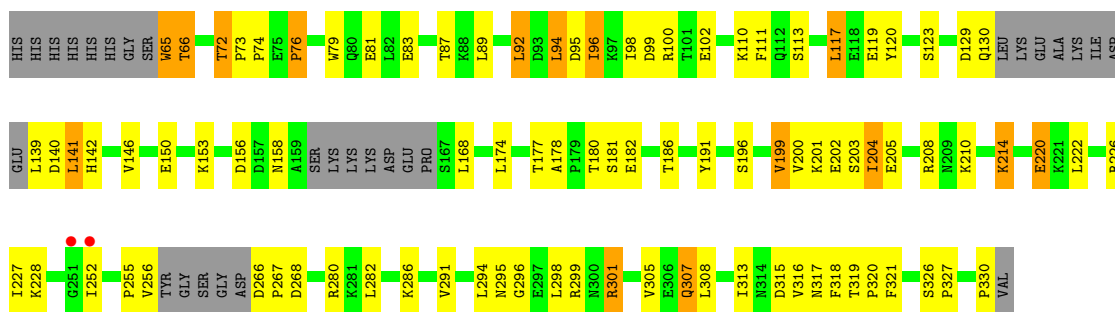 HIS HIS HIS HIS HIS HIS GLY SER W65 T66 T72 P73 P74 E75 P76 W79 Q80 E81 L82 E83 T87 K88 L89 L92 D93 L94 D95 I96 K97 I98 D99 R100 T101 E102 K110 F111 Q112 S113 L117 E118 E119 Y120 S123 D129 Q130 LEU LYS GLU ALA LYS ILE ASP
GLU L139 D140 L141 H142 V146 E150 K153 D156 D157 N158 A159 SER LYS LYS LYS ASP GLU PRO S167 L168 L174 T177 A178 P179 T180 S181 E182 T186 Y191 S196 V199 V200 K201 E202 S203 I204 E205 R208 N209 K210 K214 E220 K221 L222 R226
I227 K228 G251 I252 P255 V256 TYR GLY SER GLY ASP D266 P267 D268 R280 K281 L282 K286 V291 L294 N295 G296 E297 L298 R299 N300 R301 V305 E306 Q307 L308 I313 N314 D315 V316 N317 F318 T319 P320 F321 S326 P327 P330 VAL